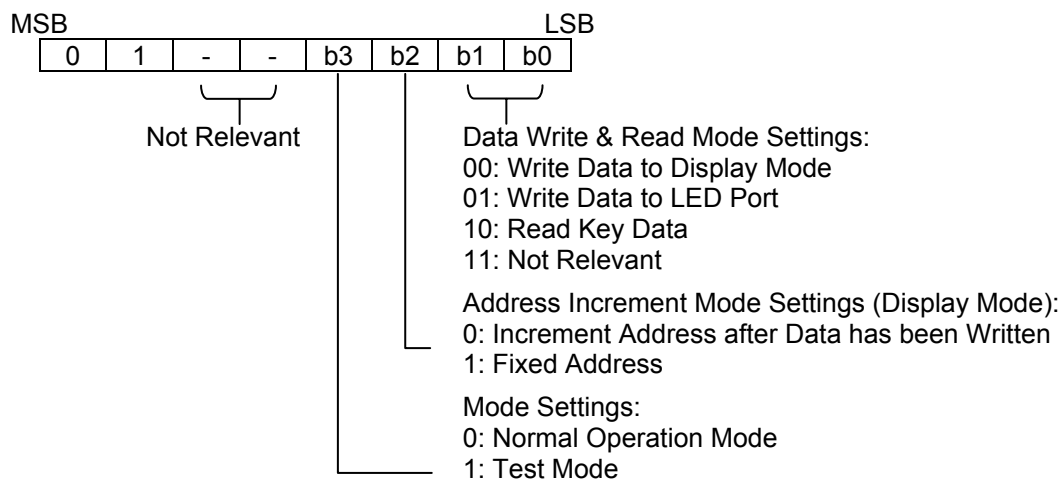 MSB LSB
0 1 - - b3 b2 b1 b0
Not Relevant
Data Write & Read Mode Settings:
00: Write Data to Display Mode
01: Write Data to LED Port
10: Read Key Data
11: Not Relevant
Address Increment Mode Settings (Display Mode):
0: Increment Address after Data has been Written
1: Fixed Address
Mode Settings:
0: Normal Operation Mode
1: Test Mode